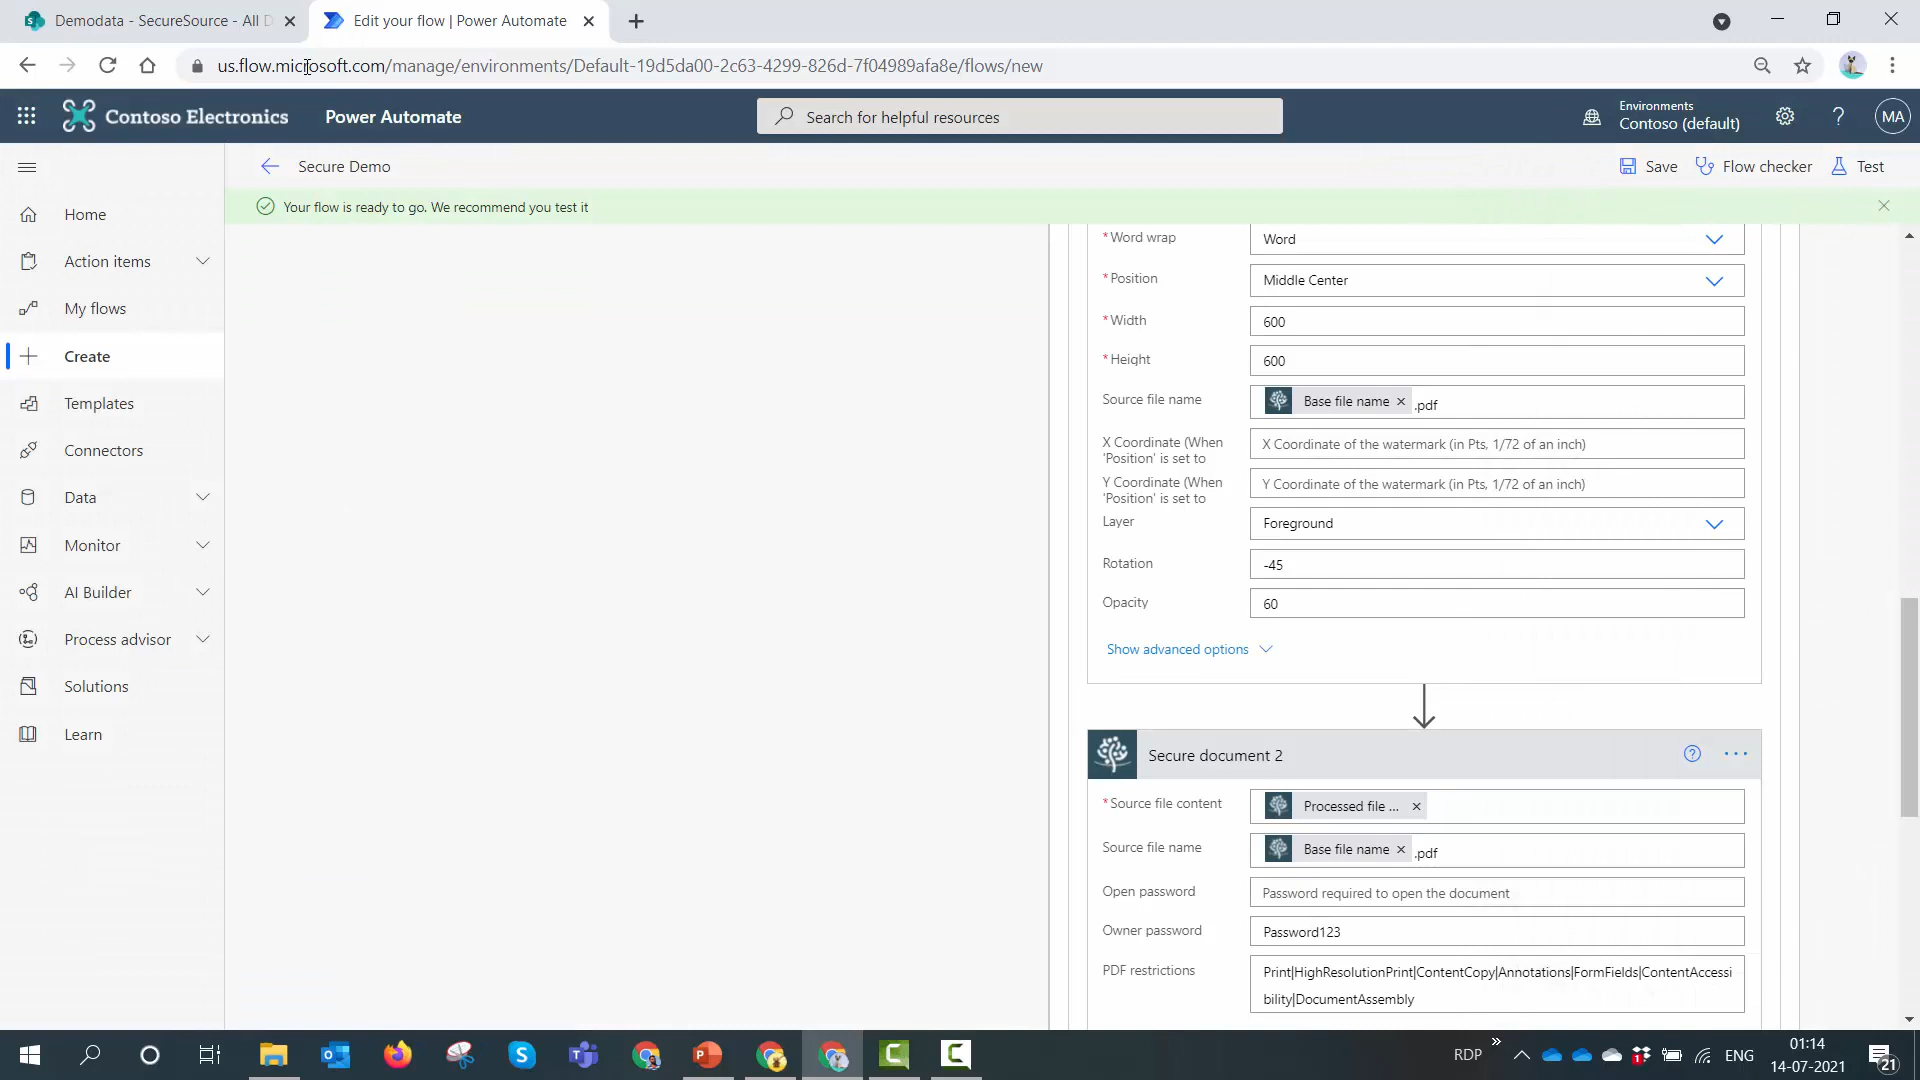 Demodata - SecureSource - All D
Edit your flow | Power Automate
us.flow.microsoft.com/manage/environments/Default-19d5da00-2c63-4299-826d-7f04989afa8e/flows/new
Contoso Electronics
Power Automate
Search for helpful resources
Environments
Contoso (default)
MA
Secure Demo
Save
Flow checker
Test
Your flow is ready to go. We recommend you test it
Home
Action items
My flows
Create
Templates
Connectors
Data
Monitor
AI Builder
Process advisor
Solutions
Learn
* Word wrap
Word
* Position
Middle Center
* Width
600
* Height
600
Source file name
Base file name × .pdf
X Coordinate (When
'Position' is set to
X Coordinate of the watermark (in Pts, 1/72 of an inch)
Y Coordinate (When
'Position' is set to
Y Coordinate of the watermark (in Pts, 1/72 of an inch)
Layer
Foreground
Rotation
-45
Opacity
60
Show advanced options
Secure document 2
* Source file content
Processed file ... ×
Source file name
Base file name × .pdf
Open password
Password required to open the document
Owner password
Password123
PDF restrictions
Print|HighResolutionPrint|ContentCopy|Annotations|FormFields|ContentAccessi
bility|DocumentAssembly
RDP
ENG
01:14
14-07-2021
21